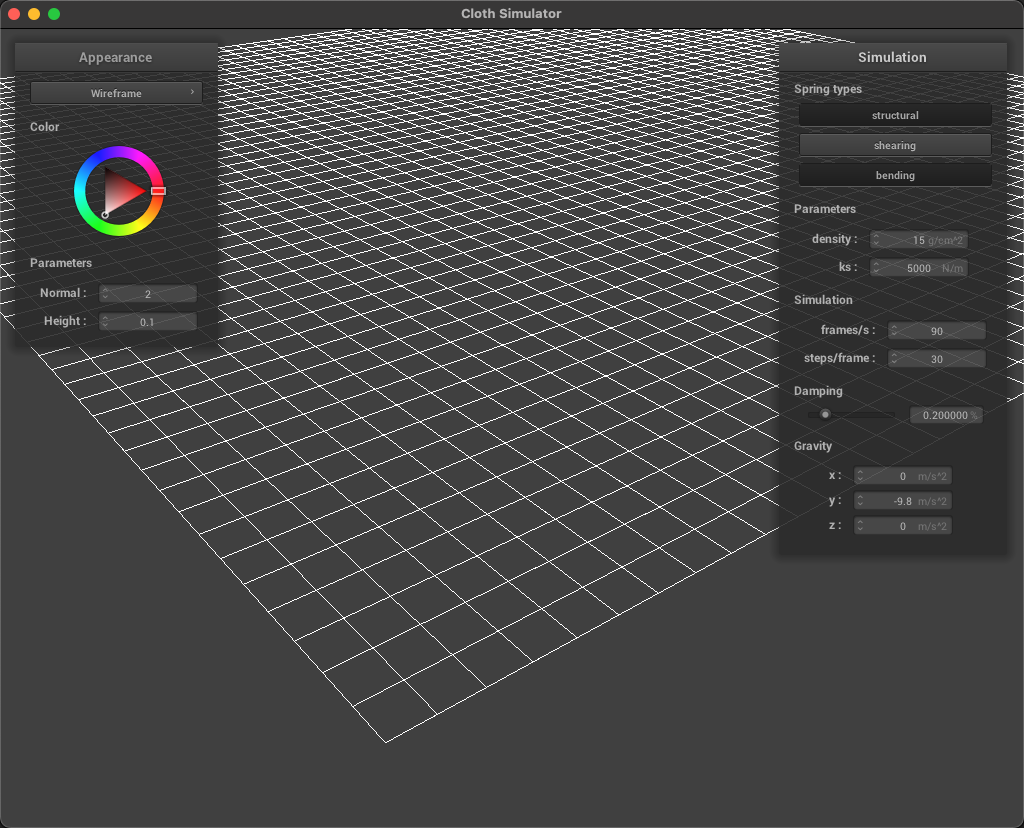 Cloth Simulator
Appearance
Wireframe
Color
Parameters
Normal : 2
Height : 0.1
Simulation
Spring types
structural
shearing
bending
Parameters
density : 15 g/cm^2
ks : 5000 N/m
Simulation
frames/s : 90
steps/frame : 30
Damping
0.200000 %
Gravity
x : 0 m/s^2
y : -9.8 m/s^2
z : 0 m/s^2